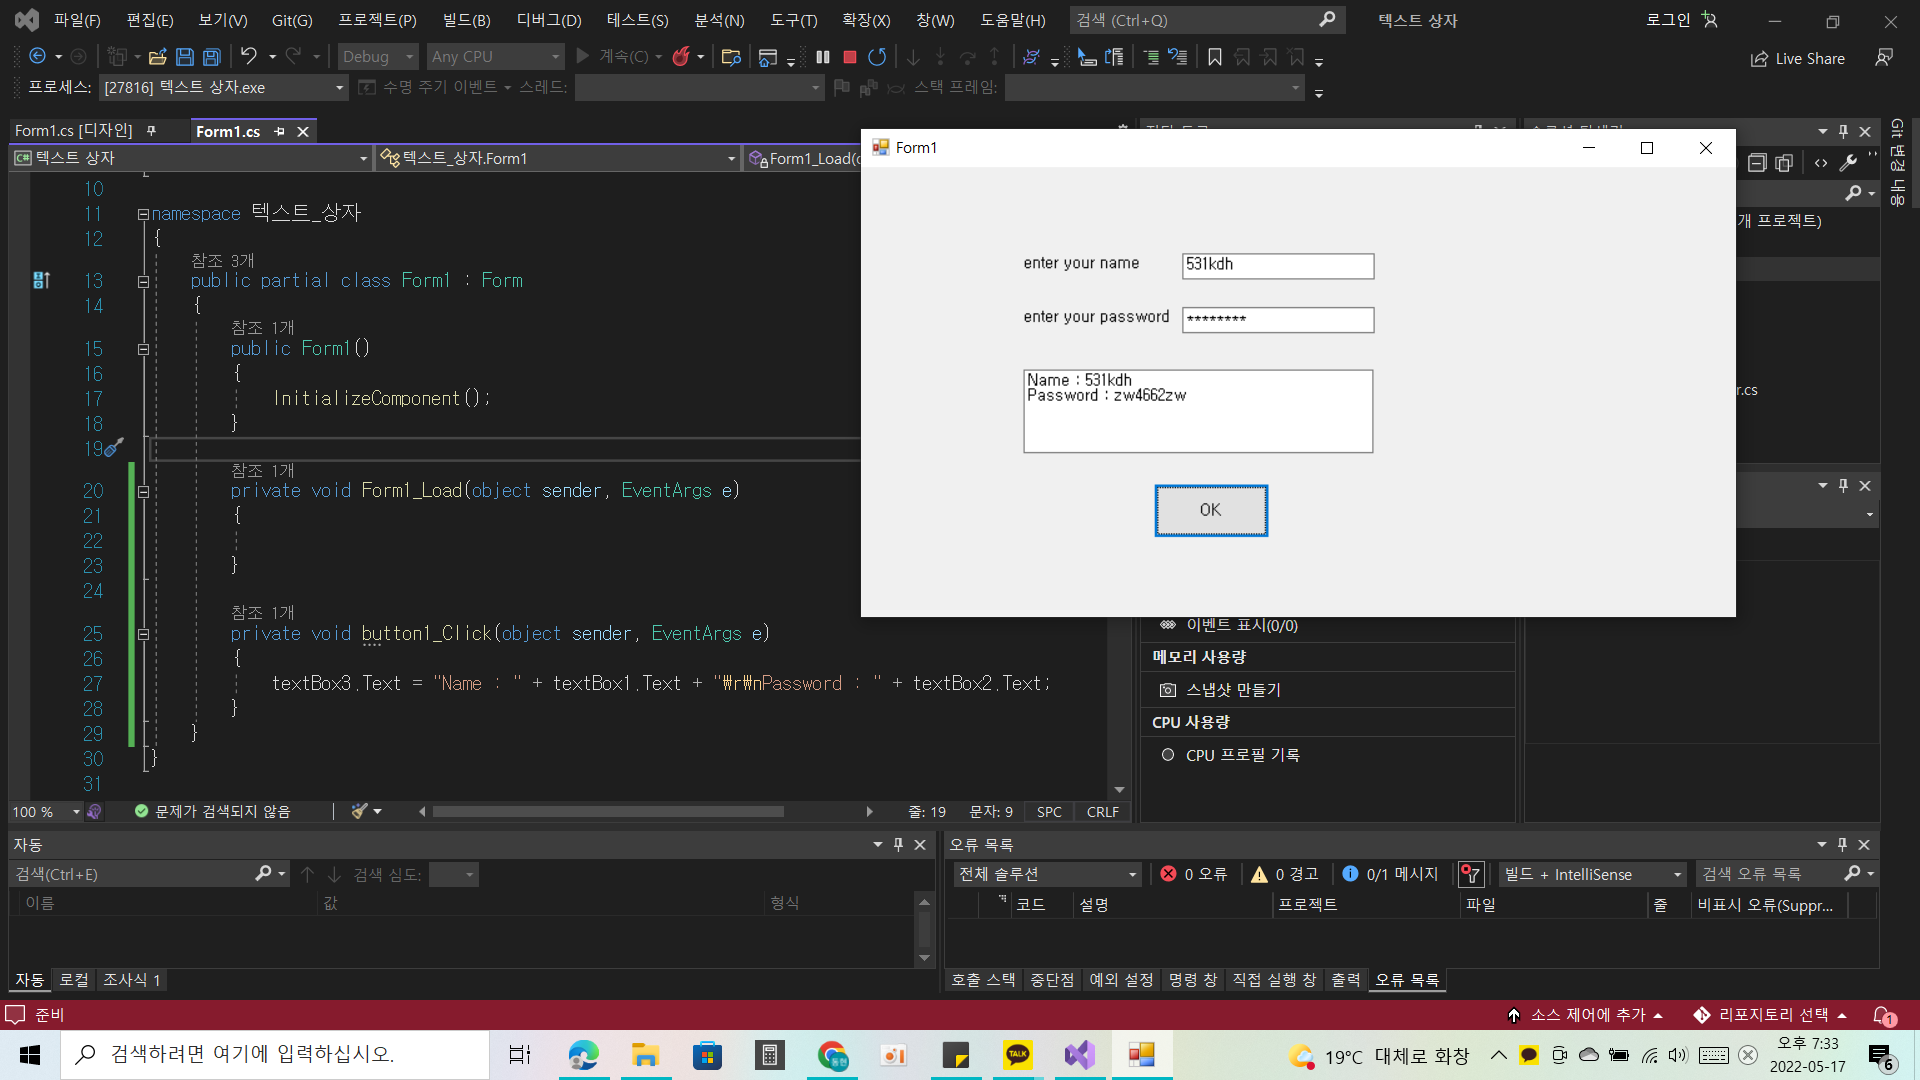 파일(F) 편집(E) 보기(V) Git(G) 프로젝트(P) 빌드(B) 디버그(D) 테스트(S) 분석(N) 도구(T) 확장(X) 창(W) 도움말(H) 검색 (Ctrl+Q) 텍스트 상자 로그인
Debug Any CPU 계속(C) Live Share
프로세스: [27816] 텍스트 상자.exe 수명 주기 이벤트 스레드: 스택 프레임:
Form1.cs [디자인] Form1.cs
텍스트 상자 텍스트_상자.Form1 Form1_Load(
10
11 namespace 텍스트_상자
12 {
참조 3개
13 public partial class Form1 : Form
14 {
참조 1개
15 public Form1()
16 {
17 InitializeComponent();
18 }
19
참조 1개
20 private void Form1_Load(object sender, EventArgs e)
21 {
22
23 }
24
참조 1개
25 private void button1_Click(object sender, EventArgs e)
26 {
27 textBox3.Text = "Name : " + textBox1.Text + "₩r₩nPassword : " + textBox2.Text;
28 }
29 }
30 }
31
100 % 문제가 검색되지 않음 줄: 19 문자: 9 SPC CRLF
Form1
enter your name 531kdh
enter your password ********
Name : 531kdh
Password : zw4662zw
OK
개 프로젝트)
r.cs
Git 변경 내용
이벤트 표시(0/0)
메모리 사용량
스냅샷 만들기
CPU 사용량
CPU 프로필 기록
자동
검색(Ctrl+E) 검색 심도:
이름 값 형식
자동 로컬 조사식 1
오류 목록
전체 솔루션 0 오류 0 경고 0/1 메시지 빌드 + IntelliSense 검색 오류 목록
코드 설명 프로젝트 파일 줄 비표시 오류(Suppr...
호출 스택 중단점 예외 설정 명령 창 직접 실행 창 출력 오류 목록
준비 소스 제어에 추가 리포지토리 선택 1
검색하려면 여기에 입력하십시오. TALK 19°C 대체로 화창 오후 7:33
2022-05-17 6